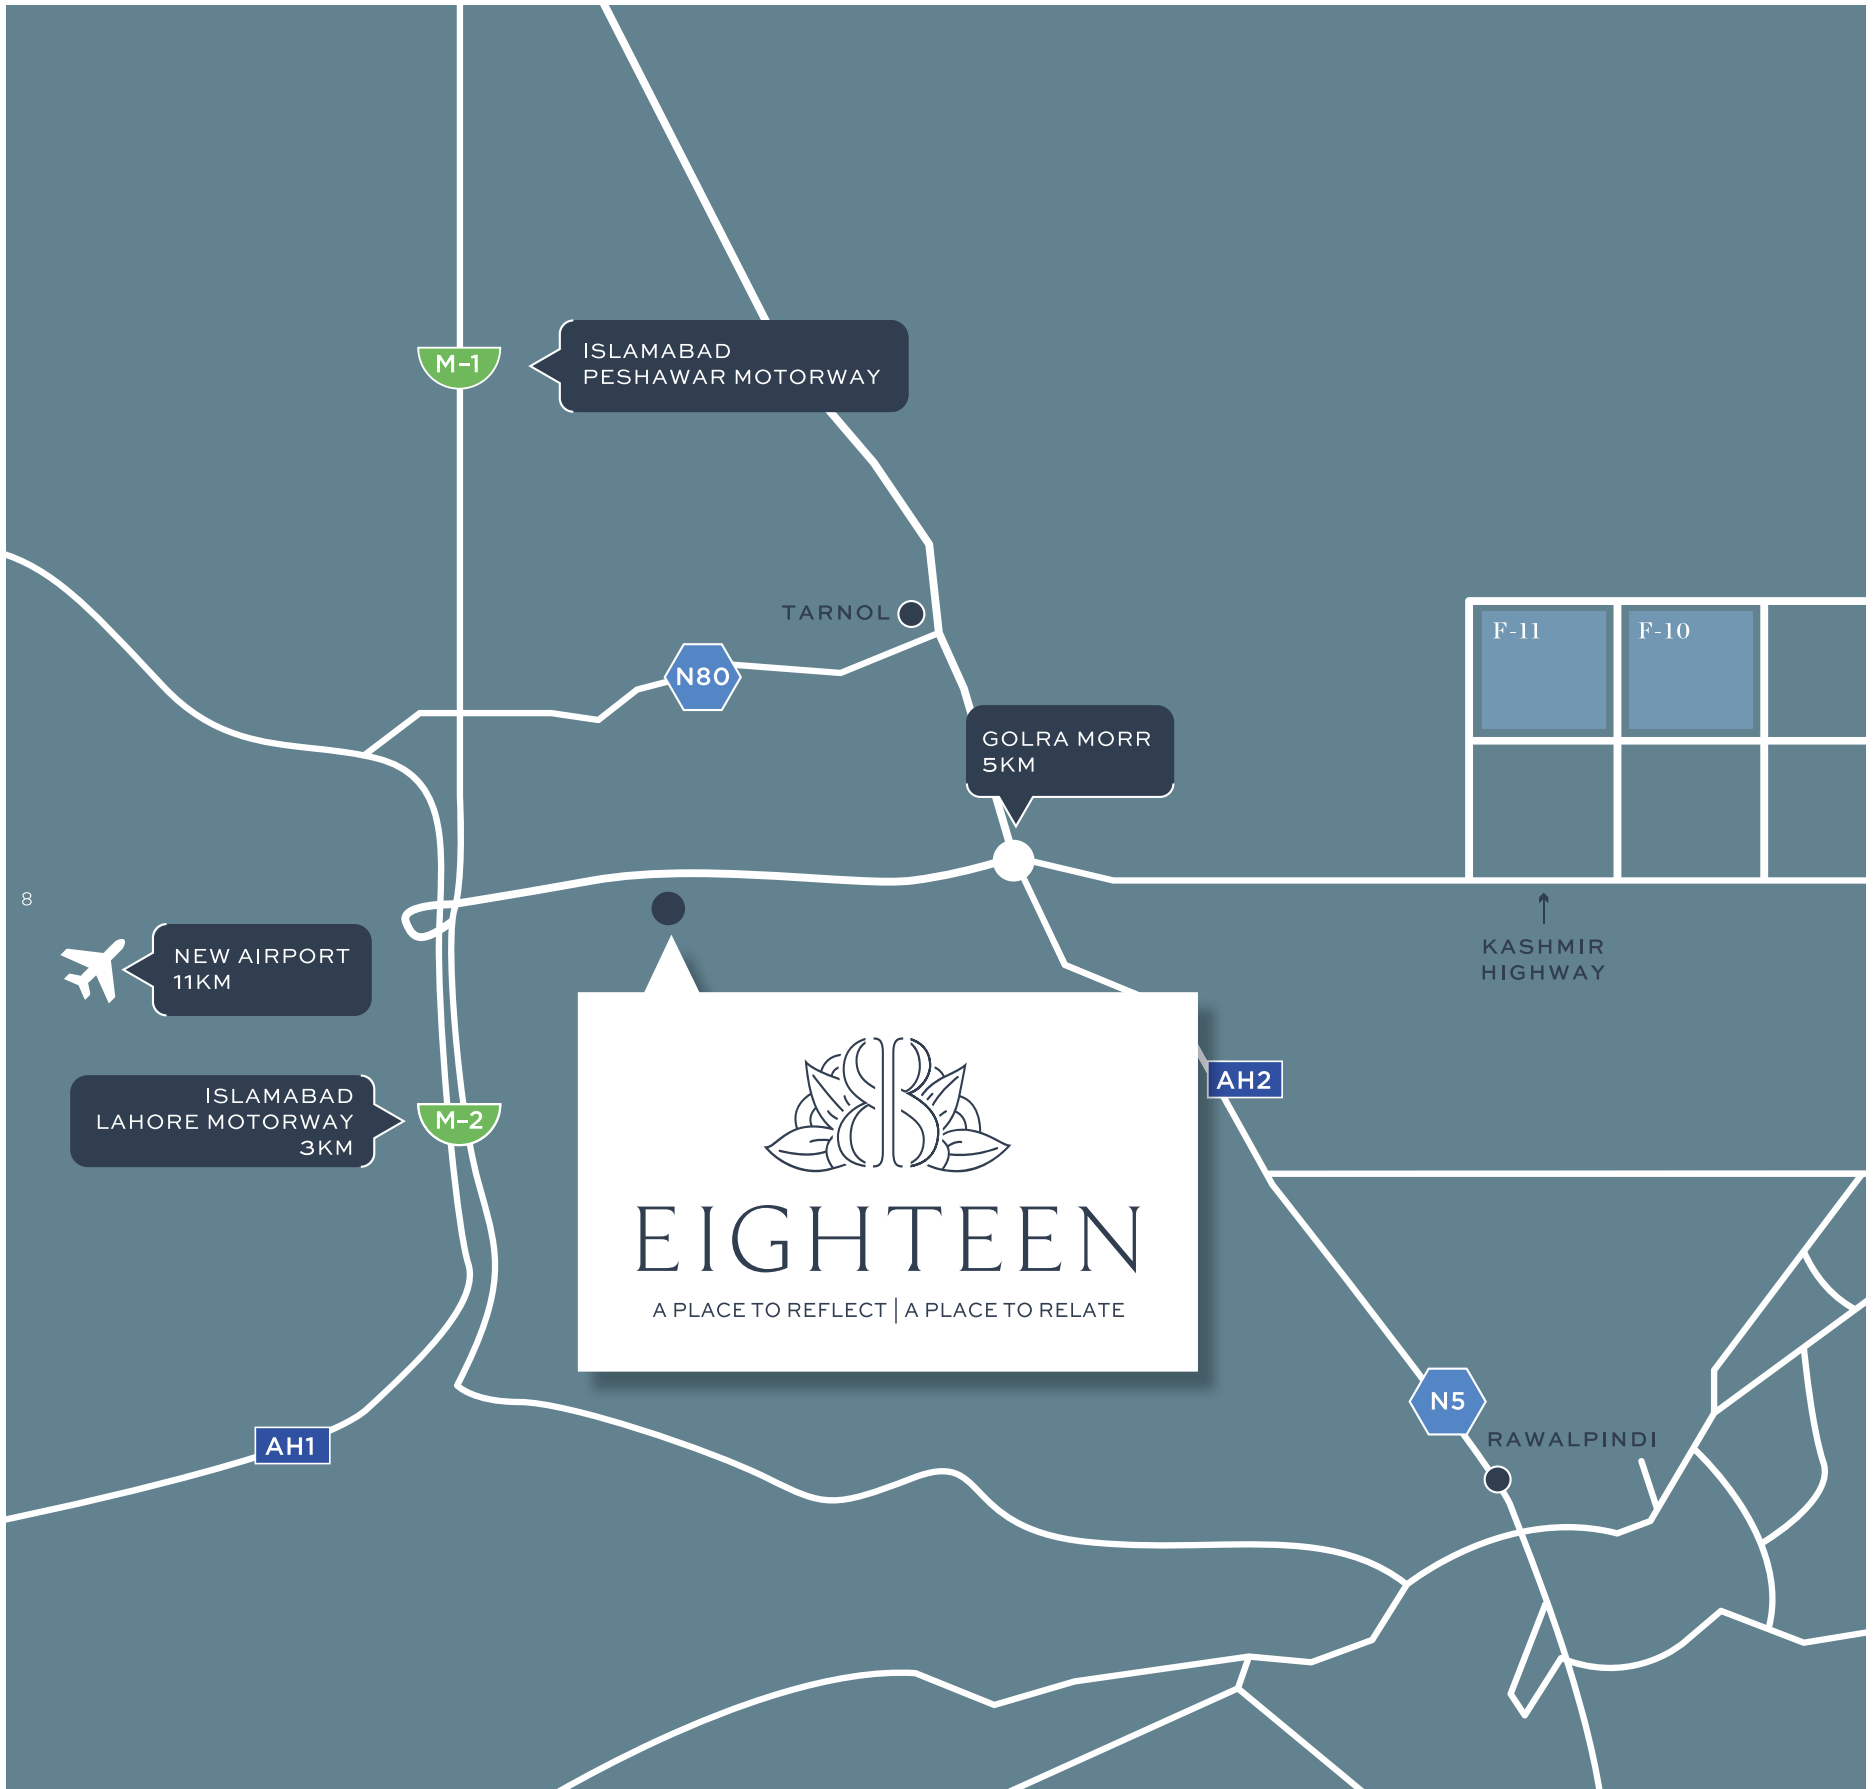 M-1
ISLAMABAD
PESHAWAR MOTORWAY
TARNOL
N80
F-11
F-10
GOLRA MORR
5KM
8
KASHMIR
HIGHWAY
NEW AIRPORT
11KM
AH2
ISLAMABAD
LAHORE MOTORWAY
3KM
M-2
EIGHTEEN
A PLACE TO REFLECT | A PLACE TO RELATE
N5
RAWALPINDI
AH1